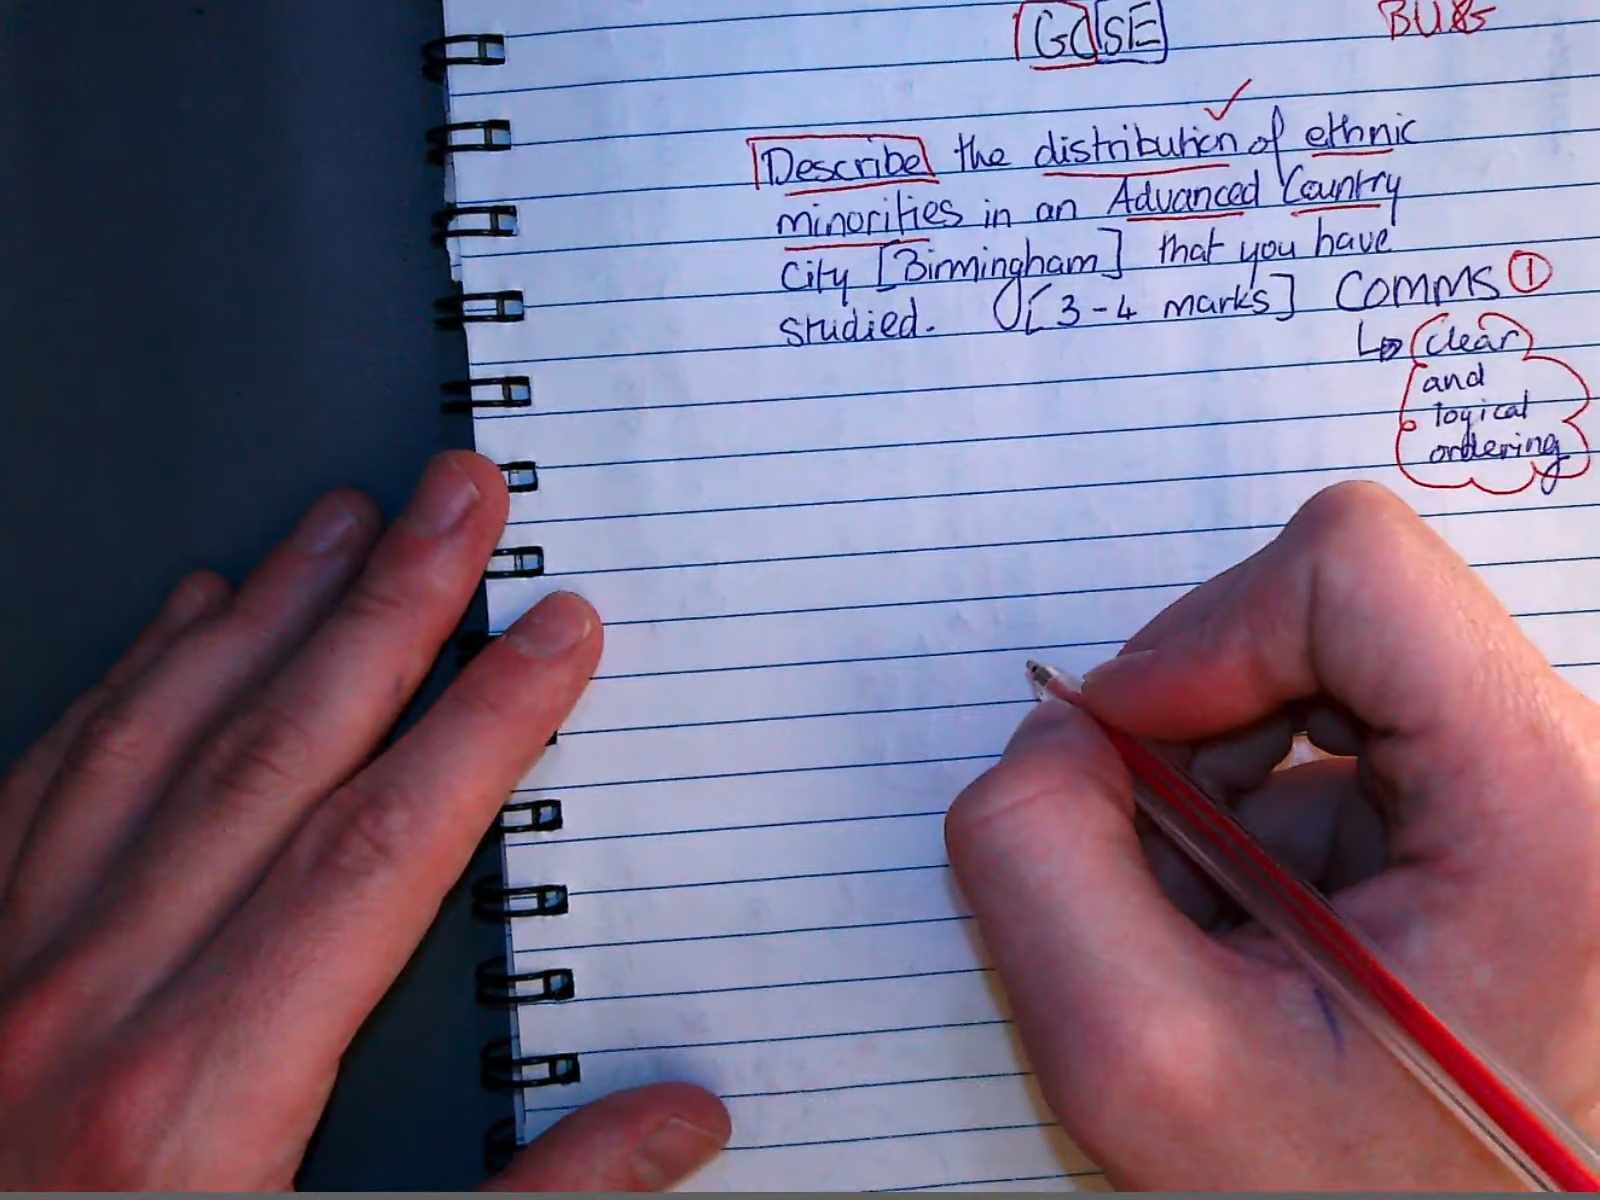 GCSE
BUG
Describe the distribution of ethnic
minorities in an Advanced Country
City [Birmingham] that you have
studied. [3-4 marks] COMMS ①
↳ clear
and
logical
ordering